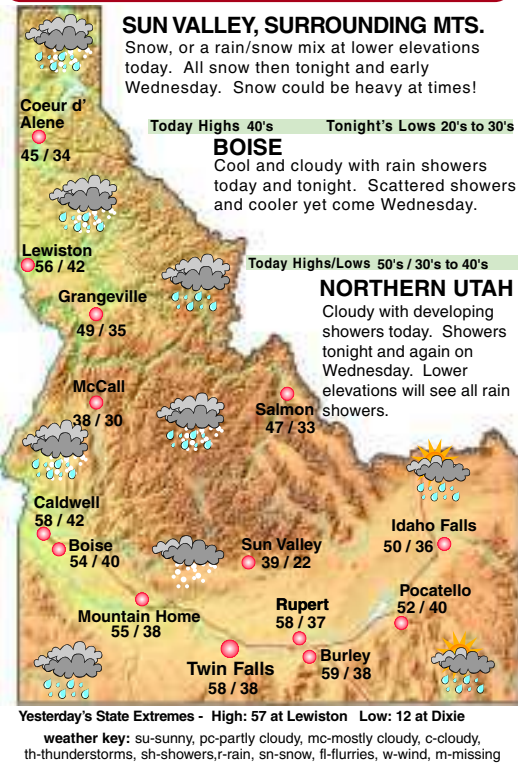 SUN VALLEY, SURROUNDING MTS.
Snow, or a rain/snow mix at lower elevations
today. All snow then tonight and early
Wednesday. Snow could be heavy at times!
Today Highs 40's Tonight's Lows 20's to 30's
BOISE
Cool and cloudy with rain showers
today and tonight. Scattered showers
and cooler yet come Wednesday.
Today Highs/Lows 50's / 30's to 40's
NORTHERN UTAH
Cloudy with developing
showers today. Showers
tonight and again on
Wednesday. Lower
elevations will see all rain
showers.
Coeur d'
Alene
45 / 34
Lewiston
56 / 42
Grangeville
49 / 35
McCall
38 / 30
Salmon
47 / 33
Caldwell
58 / 42
Boise
54 / 40
Sun Valley
39 / 22
Idaho Falls
50 / 36
Pocatello
52 / 40
Mountain Home
55 / 38
Rupert
58 / 37
Twin Falls
58 / 38
Burley
59 / 38
Yesterday's State Extremes - High: 57 at Lewiston Low: 12 at Dixie
weather key: su-sunny, pc-partly cloudy, mc-mostly cloudy, c-cloudy,
th-thunderstorms, sh-showers,r-rain, sn-snow, fl-flurries, w-wind, m-missing